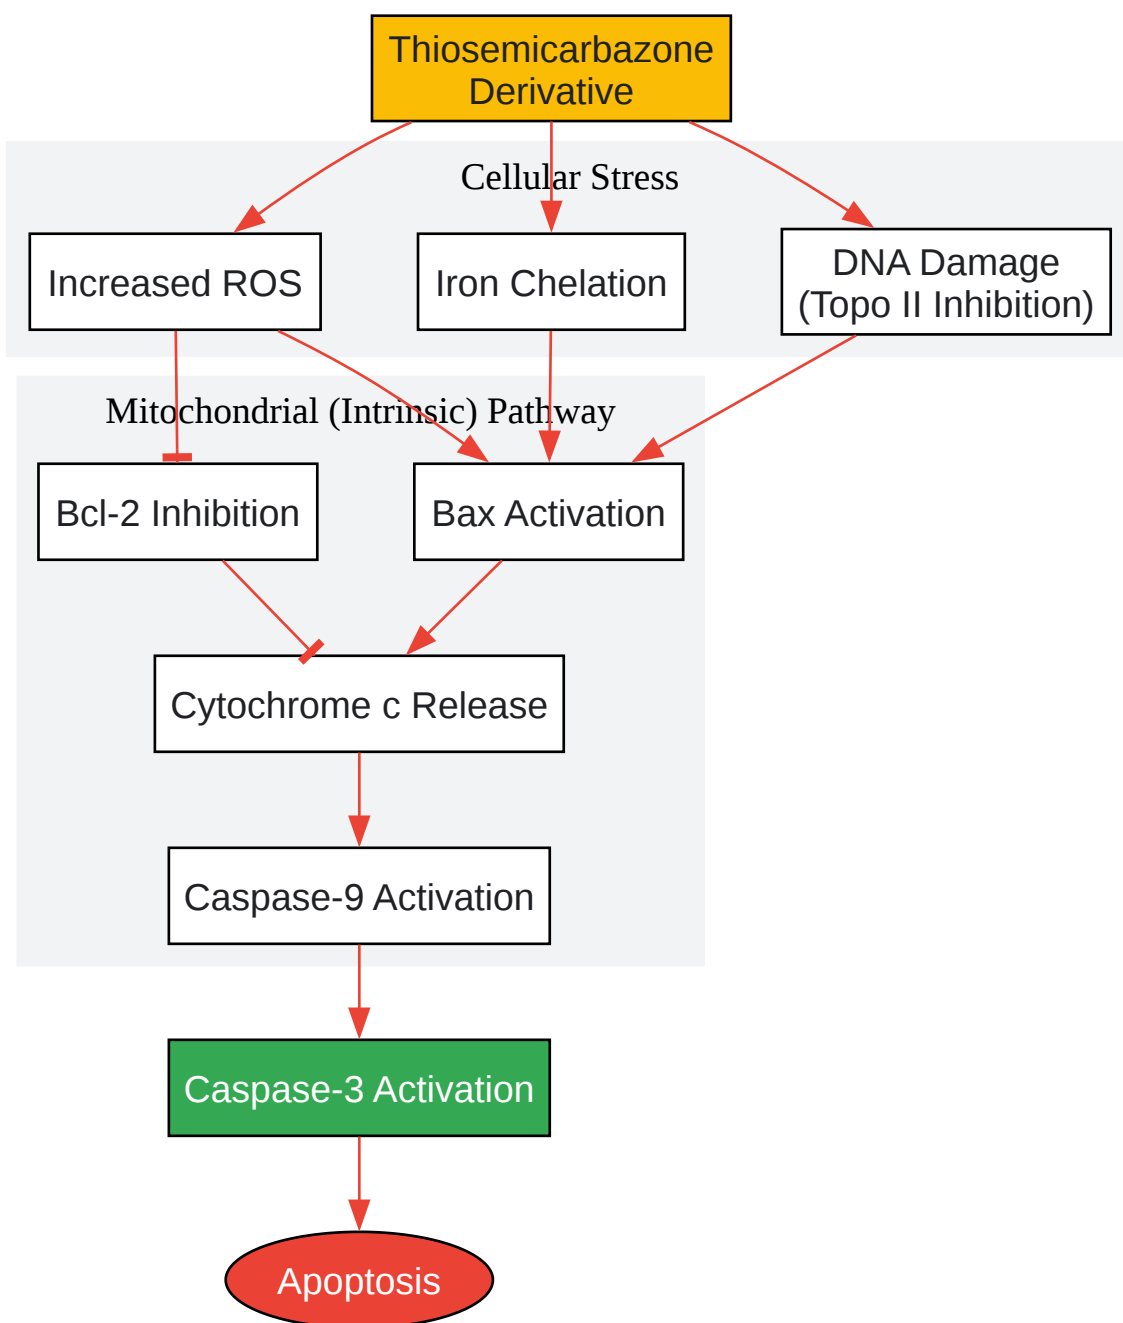 Thiosemicarbazone
Derivative
Cellular Stress
Increased ROS
Iron Chelation
DNA Damage
(Topo II Inhibition)
Mitochondrial (Intrinsic) Pathway
Bcl-2 Inhibition
Bax Activation
Cytochrome c Release
Caspase-9 Activation
Caspase-3 Activation
Apoptosis